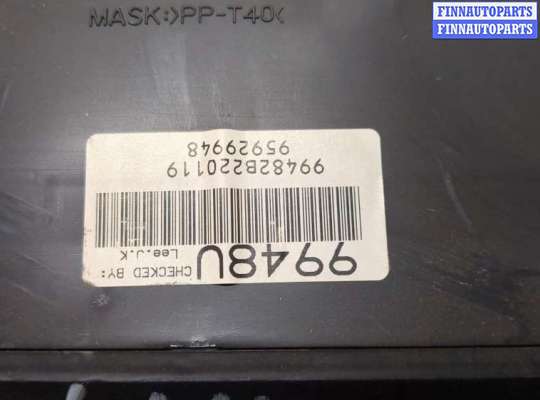 FINNAUTOPARTS
FINNAUTOPARTS
MASK:>PP-T40<
9948U
CHECKED BY:
Lee.J.K
99482B220119
95929948